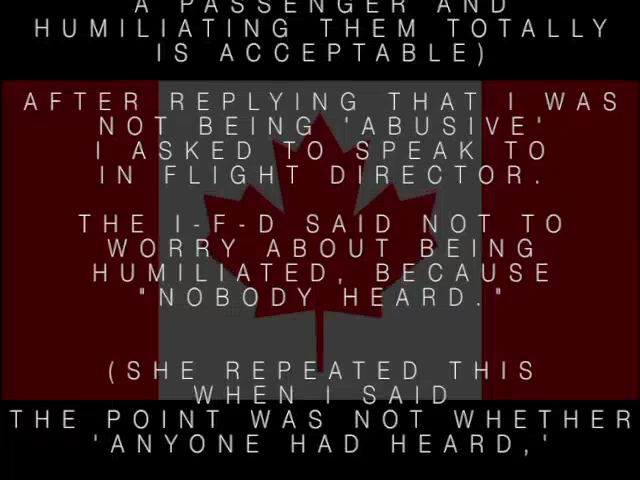 A PASSENGER AND
HUMILIATING THEM TOTALLY
IS ACCEPTABLE)
AFTER REPLYING THAT I WAS
NOT BEING 'ABUSIVE'
I ASKED TO SPEAK TO
IN FLIGHT DIRECTOR.
THE I-F-D SAID NOT TO
WORRY ABOUT BEING
HUMILIATED, BECAUSE
"NOBODY HEARD."
(SHE REPEATED THIS
WHEN I SAID
THE POINT WAS NOT WHETHER
'ANYONE HAD HEARD,'